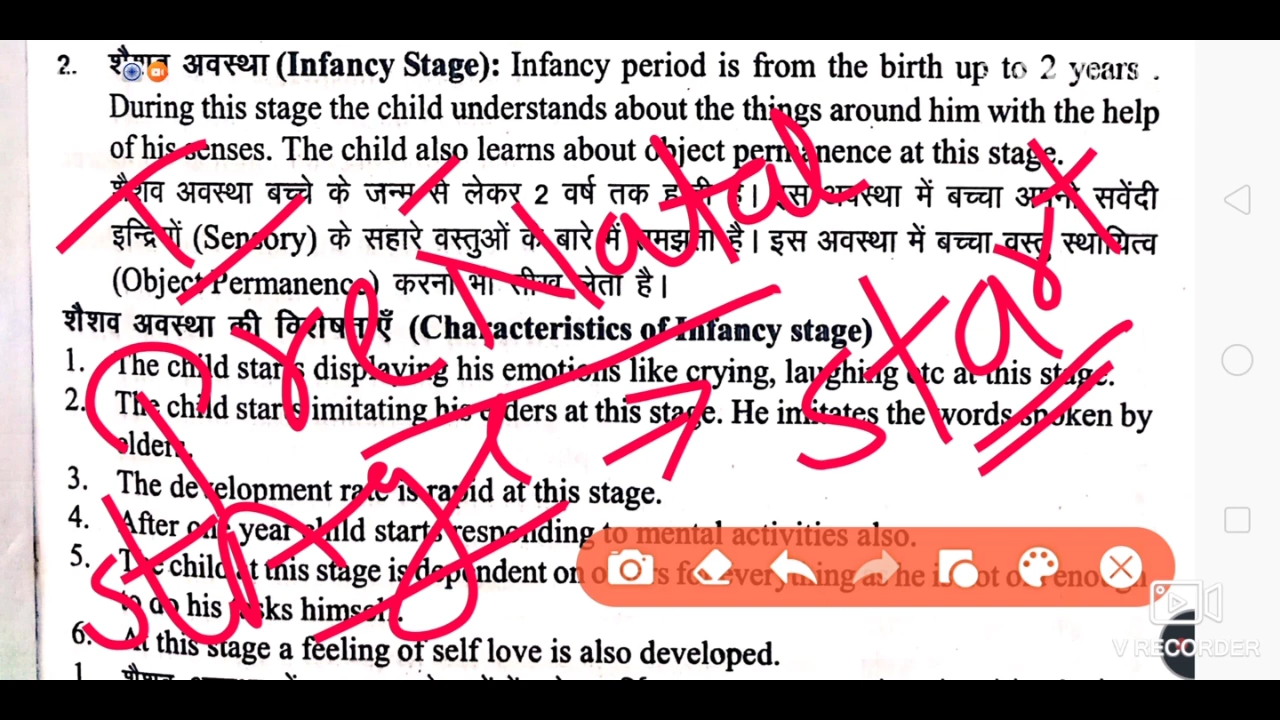 2. शैशव अवस्था (Infancy Stage): Infancy period is from the birth up to 2 years .
During this stage the child understands about the things around him with the help
of his senses. The child also learns about object permanence at this stage.
शैशव अवस्था बच्चे के जन्म से लेकर 2 वर्ष तक होती है। इस अवस्था में बच्चा अपनी सवेंदी
इन्द्रियों (Sensory) के सहारे वस्तुओं के बारे में समझता है। इस अवस्था में बच्चा वस्तु स्थायित्व
(Object Permanence) करना भी सीख लेता है।
शैशव अवस्था की विशेषताएँ (Characteristics of Infancy stage)
1. The child starts displaying his emotions like crying, laughing etc at this stage.
2. The child starts imitating his elders at this stage. He imitates the words spoken by
elders.
3. The development rate is rapid at this stage.
4. After one year child starts responding to mental activities also.
5. The child at this stage is dependent on others for everything as he is not old enough
to do his tasks himself.
6. At this stage a feeling of self love is also developed.
1.
I - PreNatal
stage → start
V RECORDER